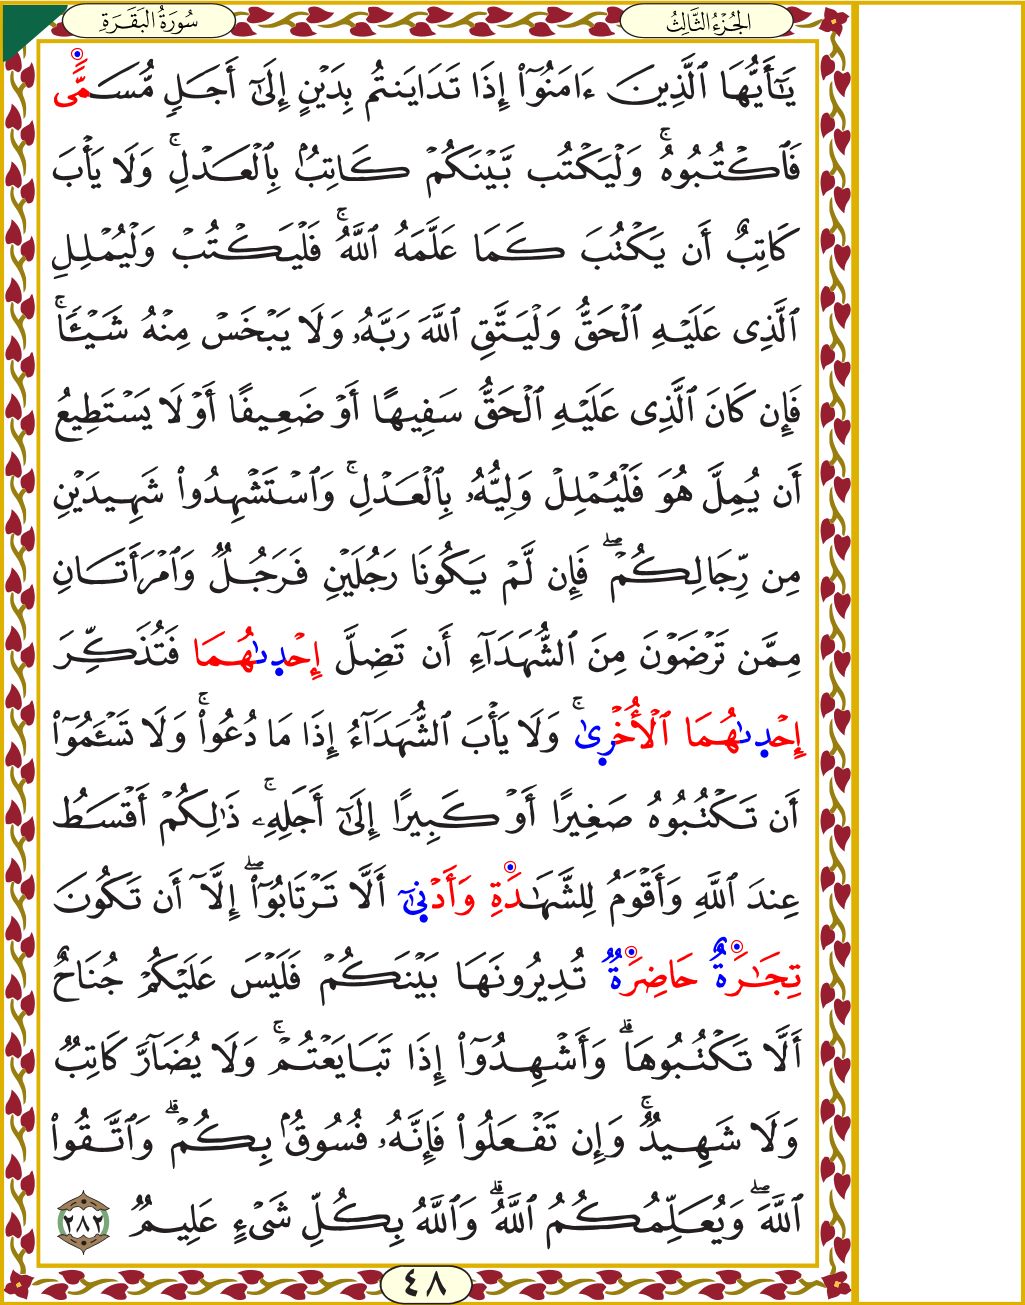 الجُزْءُ الثَّالِثُ
سُورَةُ البَقَرَةِ
يَـٰٓأَيُّهَا ٱلَّذِينَ ءَامَنُوٓا۟ إِذَا تَدَايَنتُم بِدَيْنٍ إِلَىٰٓ أَجَلٍ مُّسَمًّى
فَٱكْتُبُوهُ ۚ وَلْيَكْتُب بَّيْنَكُمْ كَاتِبٌۢ بِٱلْعَدْلِ ۚ وَلَا يَأْبَ
كَاتِبٌ أَن يَكْتُبَ كَمَا عَلَّمَهُ ٱللَّهُ ۚ فَلْيَكْتُبْ وَلْيُمْلِلِ
ٱلَّذِى عَلَيْهِ ٱلْحَقُّ وَلْيَتَّقِ ٱللَّهَ رَبَّهُۥ وَلَا يَبْخَسْ مِنْهُ شَيْـًٔا ۚ
فَإِن كَانَ ٱلَّذِى عَلَيْهِ ٱلْحَقُّ سَفِيهًا أَوْ ضَعِيفًا أَوْ لَا يَسْتَطِيعُ
أَن يُمِلَّ هُوَ فَلْيُمْلِلْ وَلِيُّهُۥ بِٱلْعَدْلِ ۚ وَٱسْتَشْهِدُوا۟ شَهِيدَيْنِ
مِن رِّجَالِكُمْ ۖ فَإِن لَّمْ يَكُونَا رَجُلَيْنِ فَرَجُلٌ وَٱمْرَأَتَانِ
مِمَّن تَرْضَوْنَ مِنَ ٱلشُّهَدَآءِ أَن تَضِلَّ إِحْدِىٰهُمَا فَتُذَكِّرَ
إِحْدِىٰهُمَا ٱلْأُخْرِىٰ ۚ وَلَا يَأْبَ ٱلشُّهَدَآءُ إِذَا مَا دُعُوا۟ ۚ وَلَا تَسْـَٔمُوٓا۟
أَن تَكْتُبُوهُ صَغِيرًا أَوْ كَبِيرًا إِلَىٰٓ أَجَلِهِۦ ۚ ذَٰلِكُمْ أَقْسَطُ
عِندَ ٱللَّهِ وَأَقْوَمُ لِلشَّهَـٰدَةِ وَأَدْنِىٰٓ أَلَّا تَرْتَابُوٓا۟ ۖ إِلَّآ أَن تَكُونَ
تِجَـٰرَةٌ حَاضِرَةٌ تُدِيرُونَهَا بَيْنَكُمْ فَلَيْسَ عَلَيْكُمْ جُنَاحٌ
أَلَّا تَكْتُبُوهَا ۗ وَأَشْهِدُوٓا۟ إِذَا تَبَايَعْتُمْ ۚ وَلَا يُضَآرَّ كَاتِبٌ
وَلَا شَهِيدٌ ۚ وَإِن تَفْعَلُوا۟ فَإِنَّهُۥ فُسُوقٌۢ بِكُمْ ۗ وَٱتَّقُوا۟
ٱللَّهَ ۖ وَيُعَلِّمُكُمُ ٱللَّهُ ۗ وَٱللَّهُ بِكُلِّ شَىْءٍ عَلِيمٌ ٢٨٢
٤٨